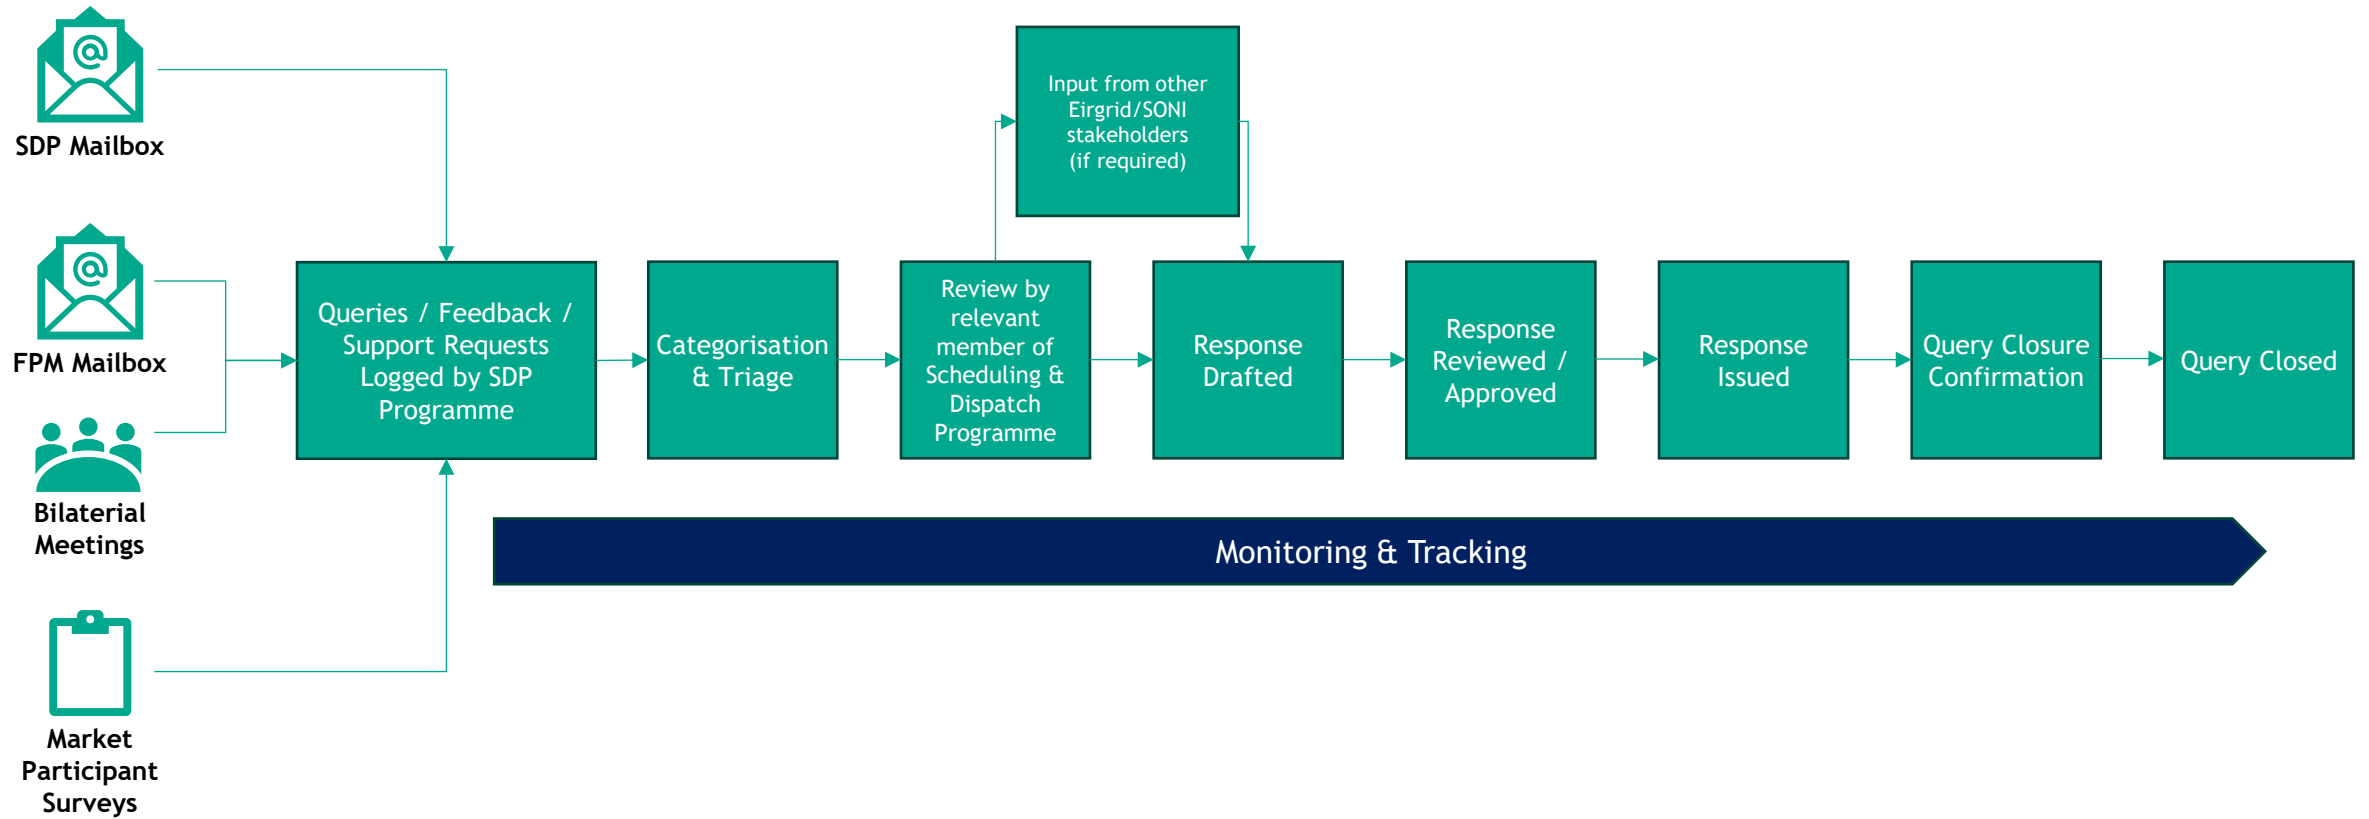 SDP Mailbox
FPM Mailbox
Bilaterial
Meetings
Market
Participant
Surveys
Queries / Feedback /
Support Requests
Logged by SDP
Programme
Categorisation
& Triage
Review by
relevant
member of
Scheduling &
Dispatch
Programme
Input from other
Eirgrid/SONI
stakeholders
(if required)
Response
Drafted
Response
Reviewed /
Approved
Response
Issued
Query Closure
Confirmation
Query Closed
Monitoring & Tracking